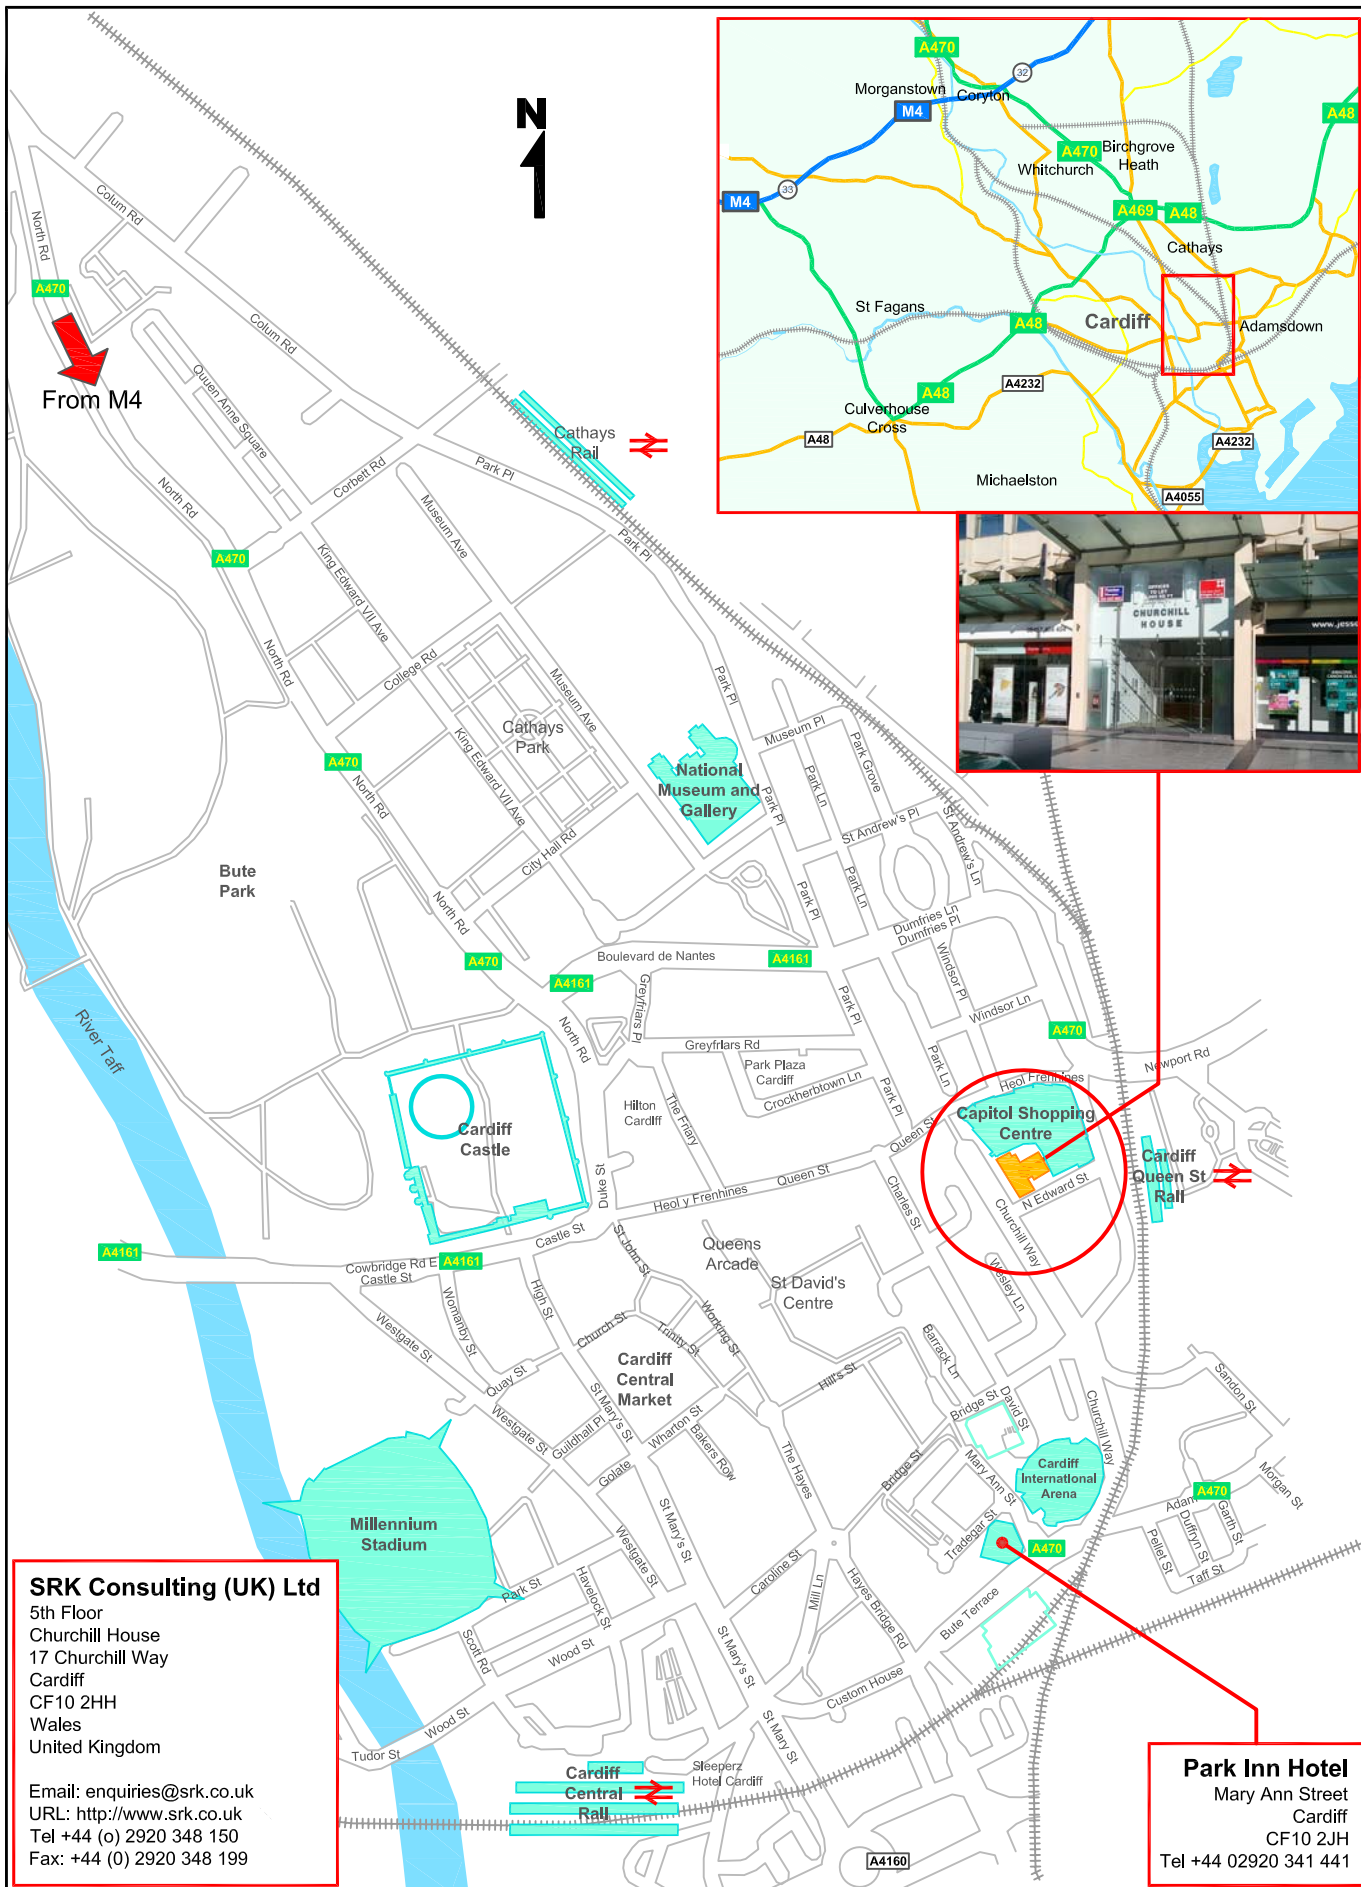 N
A470
Morganstown
Coryton
32
M4
A48
A470
Birchgrove
Heath
Whitchurch
33
M4
A469
A48
Cathays
St Fagans
A48
Cardiff
Adamsdown
A4232
A48
Culverhouse
Cross
A48
A4232
Michaelston
A4055
CHURCHILL
HOUSE
OFFICES
TO LET
Colum Rd
North Rd
A470
From M4
Colum Rd
Queen Anne Square
Cathays
Rail
Corbett Rd
Park Pl
North Rd
Museum Ave
A470
King Edward VII Ave
Park Pl
North Rd
College Rd
Museum Ave
Park Pl
Cathays
Park
King Edward VII Ave
Museum Pl
Park Grove
Park Ln
A470
North Rd
National
Museum and
Gallery
Park Pl
St Andrew's Pl
St Andrew's Ln
City Hall Rd
Bute
Park
Park Pl
Park Ln
North Rd
Dumfries Ln
Dumfries Pl
A470
A4161
Boulevard de Nantes
A4161
Windsor Pl
Greyfriars Pl
Park Pl
Windsor Ln
River Taff
North Rd
A470
Greyfriars Rd
Park Ln
Newport Rd
Park Plaza
Cardiff
Crockherbtown Ln
Park Pl
Heol Frenhines
Hilton
Cardiff
The Friary
Capitol Shopping
Centre
Queen St
Cardiff
Castle
Cardiff
Queen St
Rall
Duke St
Heol y Frenhines
Queen St
Charles St
N Edward St
Churchill Way
Castle St
St John St
Queens
Arcade
A4161
Cowbridge Rd E
A4161
Castle St
St David's
Centre
Wesley Ln
Womanby St
High St
Westgate St
Church St
Trinity St
Working St
Barrack Ln
Cardiff
Central
Market
Quay St
Hill's St
Sandon St
St Mary's St
Bridge St
David St
Churchill Way
Westgate St
Guildhall Pl
Wharton St
Bakers Row
Golate
The Hayes
Bridge St
Mary Ann St
Cardiff
International
Arena
Morgan St
A470
Adam
Garth St
Duffryn St
Pellet St
Taff St
Millennium
Stadium
St Mary's St
Westgate St
Tradegar St
A470
Caroline St
Mill Ln
Hayes Bridge Rd
Bute Terrace
Park St
Havelock St
Scott Rd
Wood St
St Mary's St
Custom House
Wood St
Tudor St
St Mary St
Cardiff
Central
Rall
Sleeperz
Hotel Cardiff
A4160
SRK Consulting (UK) Ltd
5th Floor
Churchill House
17 Churchill Way
Cardiff
CF10 2HH
Wales
United Kingdom
Email: enquiries@srk.co.uk
URL: http://www.srk.co.uk
Tel +44 (o) 2920 348 150
Fax: +44 (0) 2920 348 199
Park Inn Hotel
Mary Ann Street
Cardiff
CF10 2JH
Tel +44 02920 341 441